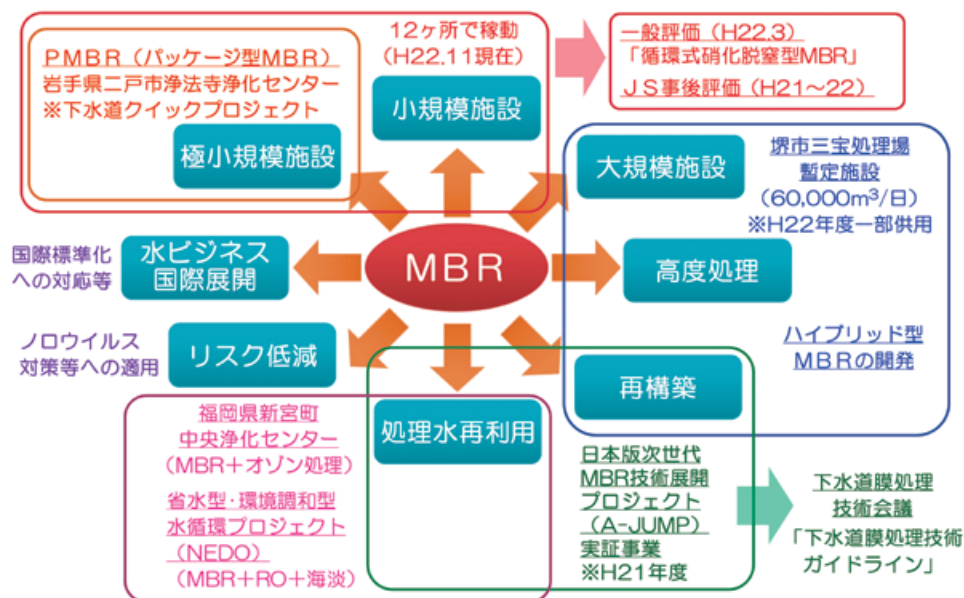 12ヶ所で稼動
(H22.11現在)
一般評価(H22.3)
「循環式硝化脱窒型MBR」
JS事後評価(H21～22)
PMBR(パッケージ型MBR)
岩手県二戸市浄法寺浄化センター
※下水道クイックプロジェクト
小規模施設
極小規模施設
大規模施設
堺市三宝処理場
暫定施設
(60,000m³/日)
※H22年度一部供用
国際標準化
への対応等
水ビジネス
国際展開
MBR
高度処理
ノロウイルス
対策等への適用
リスク低減
ハイブリッド型
MBRの開発
再構築
処理水再利用
福岡県新宮町
中央浄化センター
(MBR+オゾン処理)
省水型・環境調和型
水循環プロジェクト
(NEDO)
(MBR+RO+海淡)
日本版次世代
MBR技術展開
プロジェクト
(A-JUMP)
実証事業
※H21年度
下水道膜処理
技術会議
「下水道膜処理技術
ガイドライン」